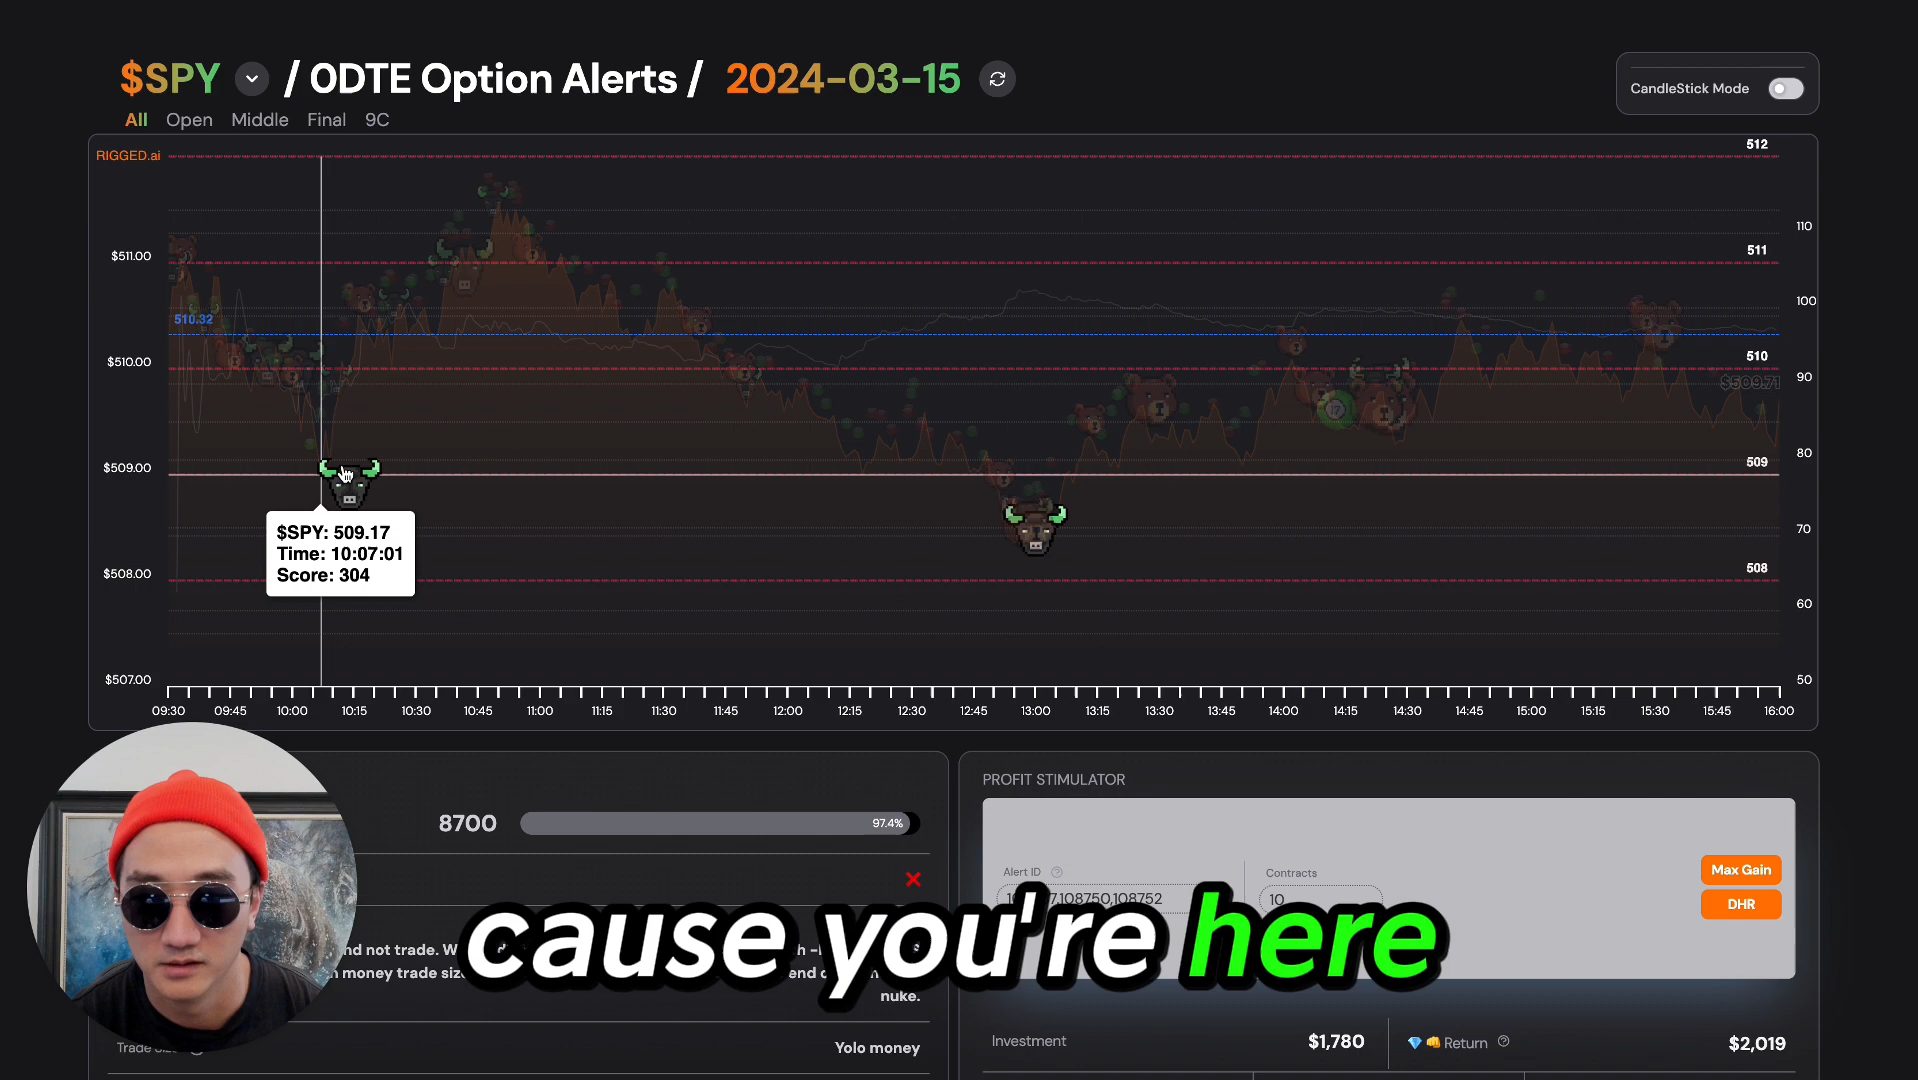 $SPY / 0DTE Option Alerts / 2024-03-15
CandleStick Mode
All Open Middle Final 9C
RIGGED.ai
512
110
$511.00
511
510.32
100
$510.00
510
90
$509.71
$509.00
509
80
70
$SPY: 509.17
Time: 10:07:01
Score: 304
$508.00
508
60
$507.00
50
09:30 09:45 10:00 10:15 10:30 10:45 11:00 11:15 11:30 11:45 12:00 12:15 12:30 12:45 13:00 13:15 13:30 13:45 14:00 14:15 14:30 14:45 15:00 15:15 15:30 15:45 16:00
8700
97.4%
PROFIT STIMULATOR
Alert ID
Contracts
Max Gain
108750,108752
10
DHR
cause you're here
nd not trade. W
money trade siz
nuke.
Yolo money
Investment
$1,780
Return
$2,019